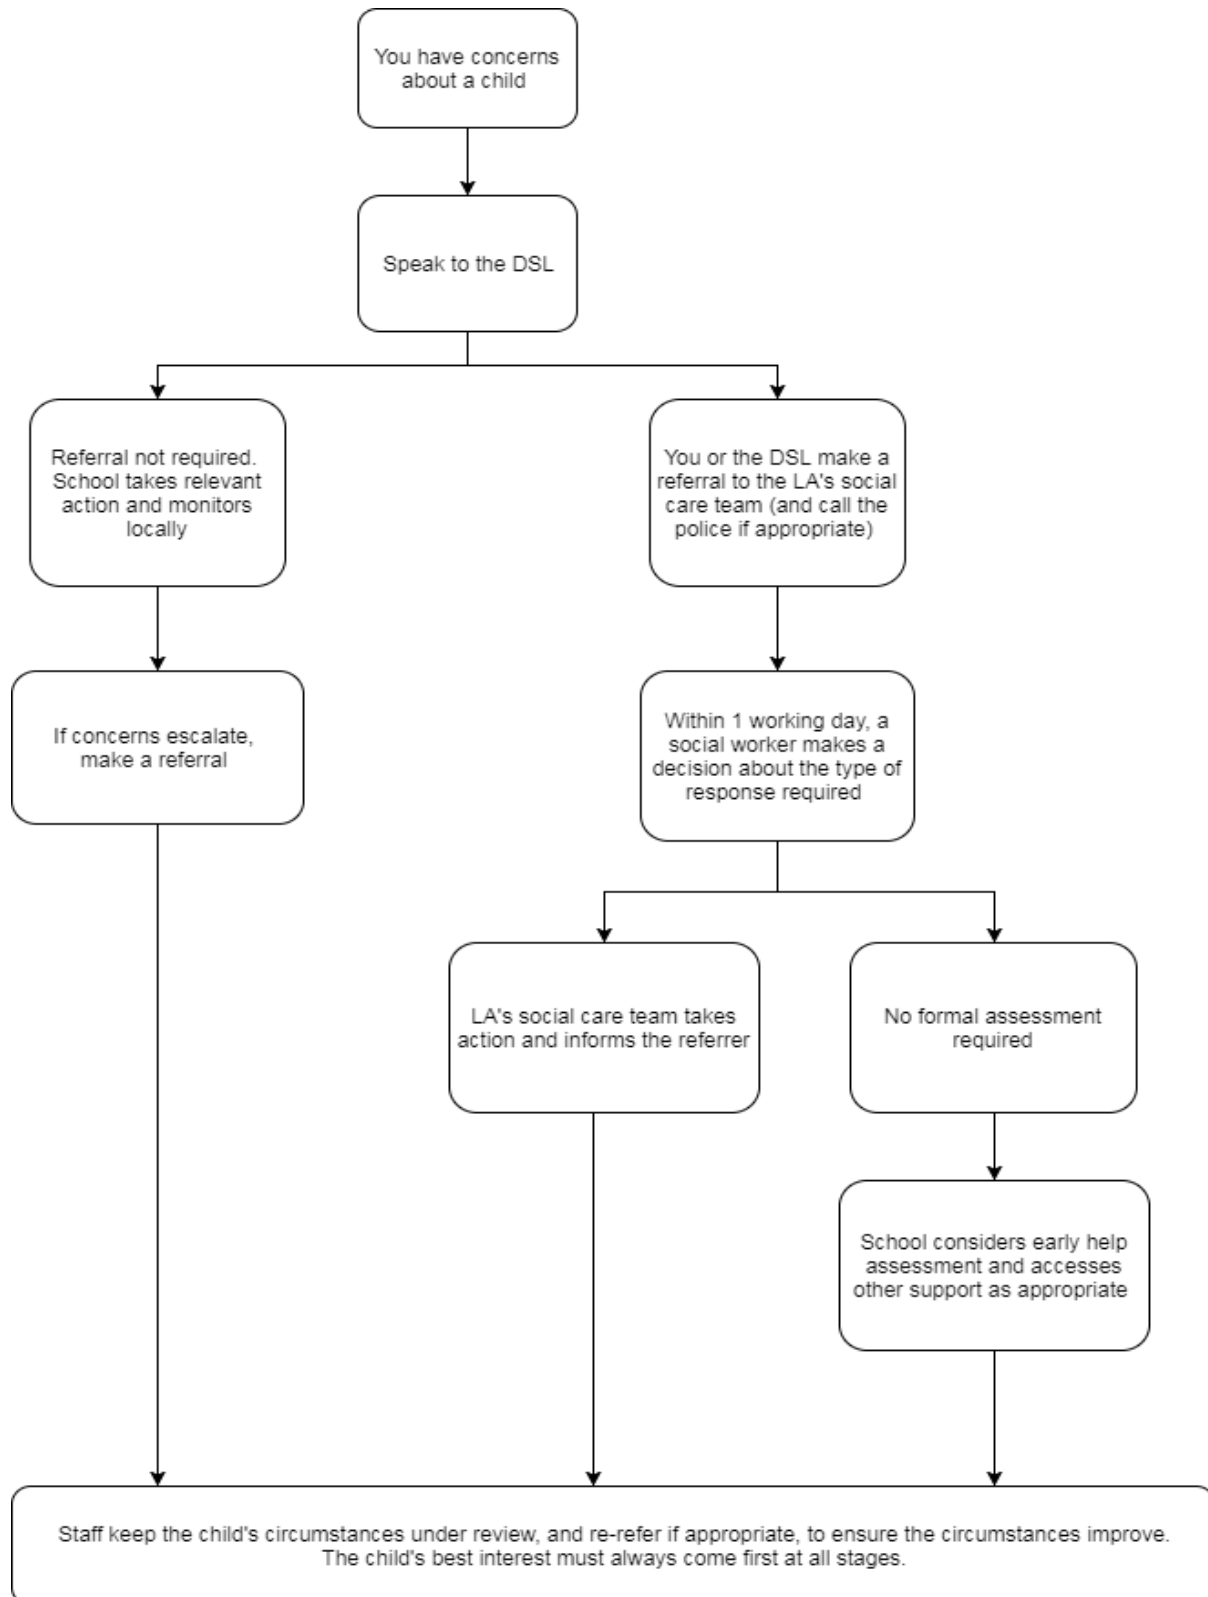 You have concerns
about a child
Speak to the DSL
Referral not required.
School takes relevant
action and monitors
locally
You or the DSL make a
referral to the LA's social
care team (and call the
police if appropriate)
If concerns escalate,
make a referral
Within 1 working day, a
social worker makes a
decision about the type of
response required
LA's social care team takes
action and informs the referrer
No formal assessment
required
School considers early help
assessment and accesses
other support as appropriate
Staff keep the child's circumstances under review, and re-refer if appropriate, to ensure the circumstances improve.
The child's best interest must always come first at all stages.